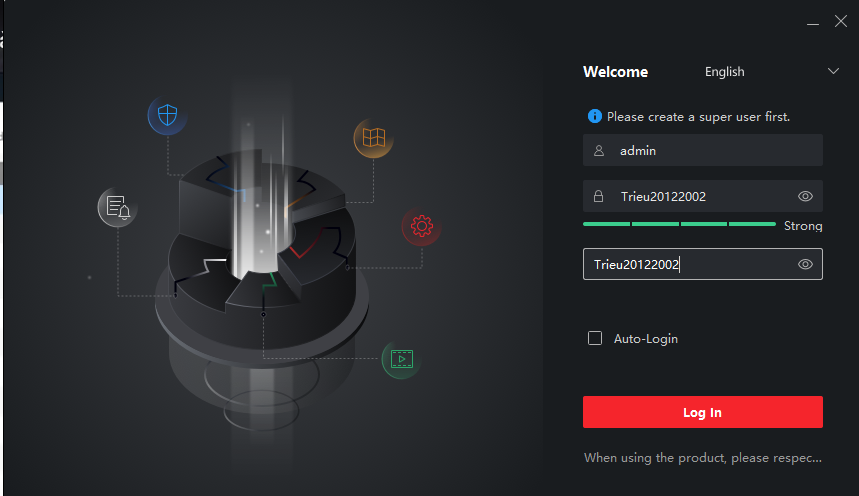 Welcome English
Please create a super user first.
admin
Trieu20122002
Strong
Trieu20122002
Auto-Login
Log In
When using the product, please respec...